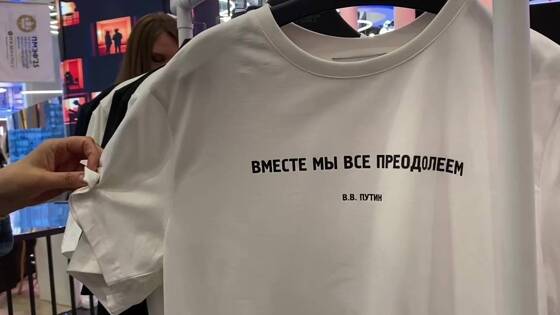 ВМЕСТЕ МЫ ВСЕ ПРЕОДОЛЕЕМ
В.В. ПУТИН